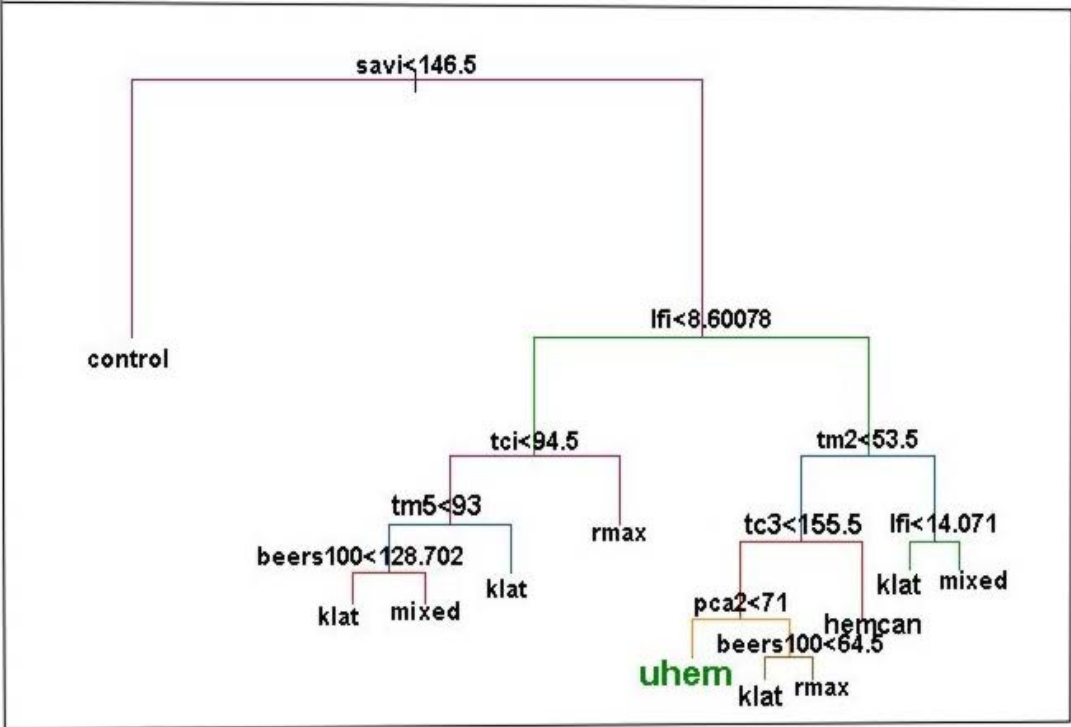 savi<146.5
control
lfi<8.60078
tci<94.5
tm2<53.5
tm5<93
rmax
tc3<155.5
lfi<14.071
beers100<128.702
klat
klat
mixed
klat
mixed
pca2<71
hemcan
beers100<64.5
uhem
klat
rmax